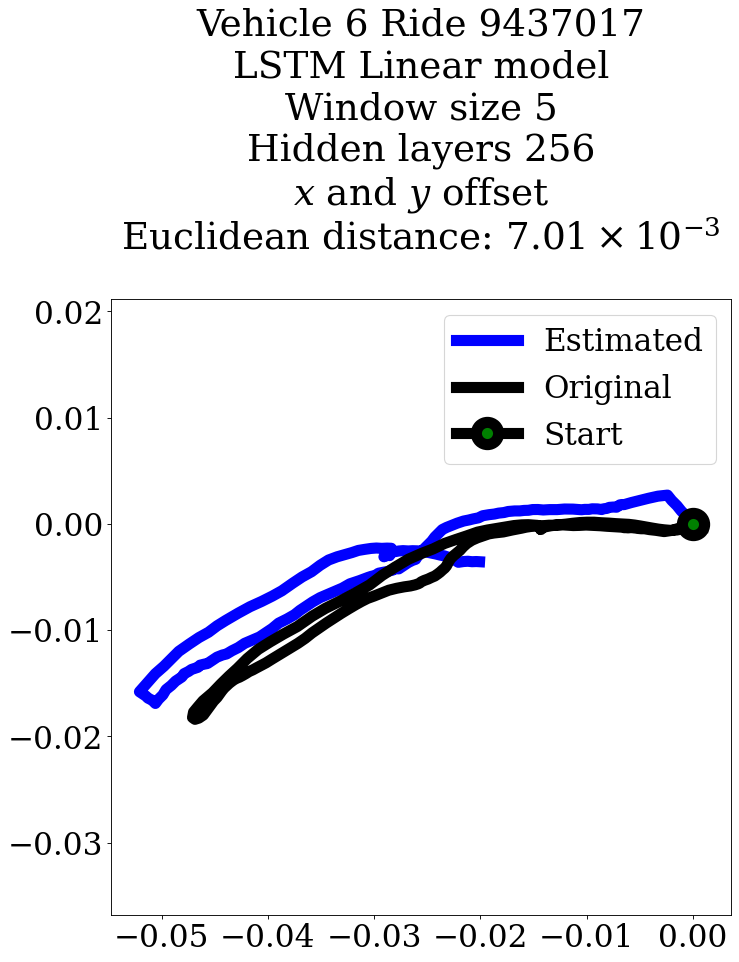 Vehicle 6 Ride 9437017
LSTM Linear model
Window size 5
Hidden layers 256
x and y offset
Euclidean distance: 7.01 × 10⁻³
Estimated
Original
Start
0.02
0.01
0.00
−0.01
−0.02
−0.03
−0.05 −0.04 −0.03 −0.02 −0.01 0.00